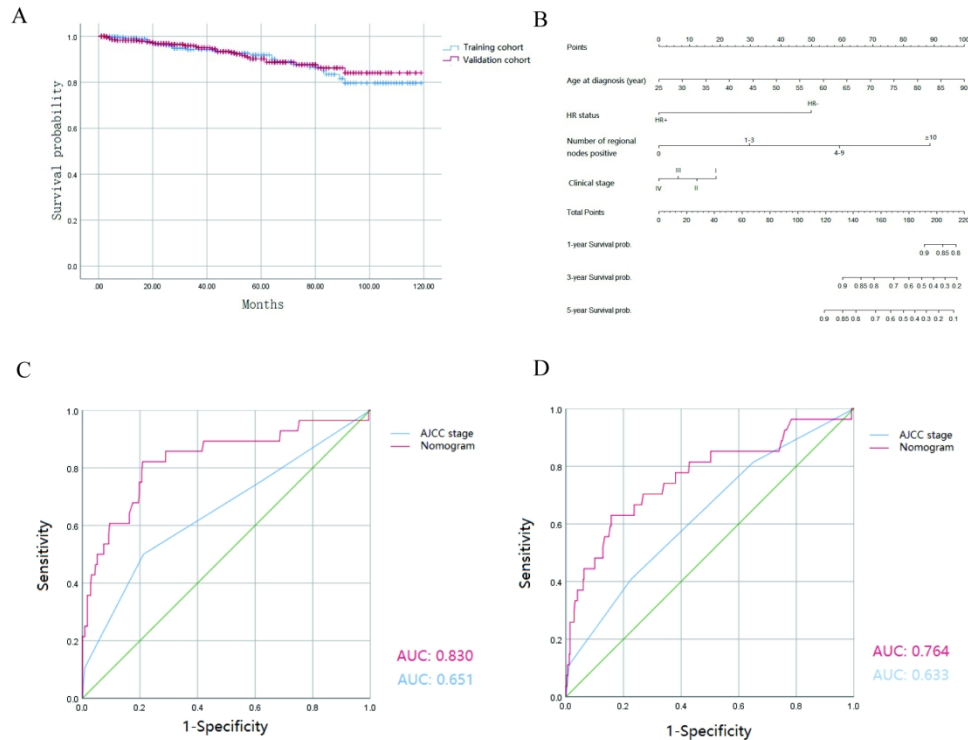 A
1.0
0.8
0.6
0.4
0.2
0.0
Survival probability
.00 20.00 40.00 60.00 80.00 100.00 120.00
Months
Training cohort
Validation cohort
B
Points
0 10 20 30 40 50 60 70 80 90 100
Age at diagnosis (year)
25 30 35 40 45 50 55 60 65 70 75 80 85 90
HR status
HR-
HR+
Number of regional
nodes positive
1-3
≥10
0
4-9
Clinical stage
III
I
IV
II
Total Points
0 20 40 60 80 100 120 140 160 180 200 220
1-year Survival prob.
0.9 0.85 0.8
3-year Survival prob.
0.9 0.85 0.8 0.7 0.6 0.5 0.4 0.3 0.2
5-year Survival prob.
0.9 0.85 0.8 0.7 0.6 0.5 0.4 0.3 0.1
C
1.0
0.8
0.6
0.4
0.2
0.0
Sensitivity
0.0 0.2 0.4 0.6 0.8 1.0
1-Specificity
AJCC stage
Nomogram
AUC: 0.830
AUC: 0.651
D
1.0
0.8
0.6
0.4
0.2
0.0
Sensitivity
0.0 0.2 0.4 0.6 0.8 1.0
1-Specificity
AJCC stage
Nomogram
AUC: 0.764
AUC: 0.633